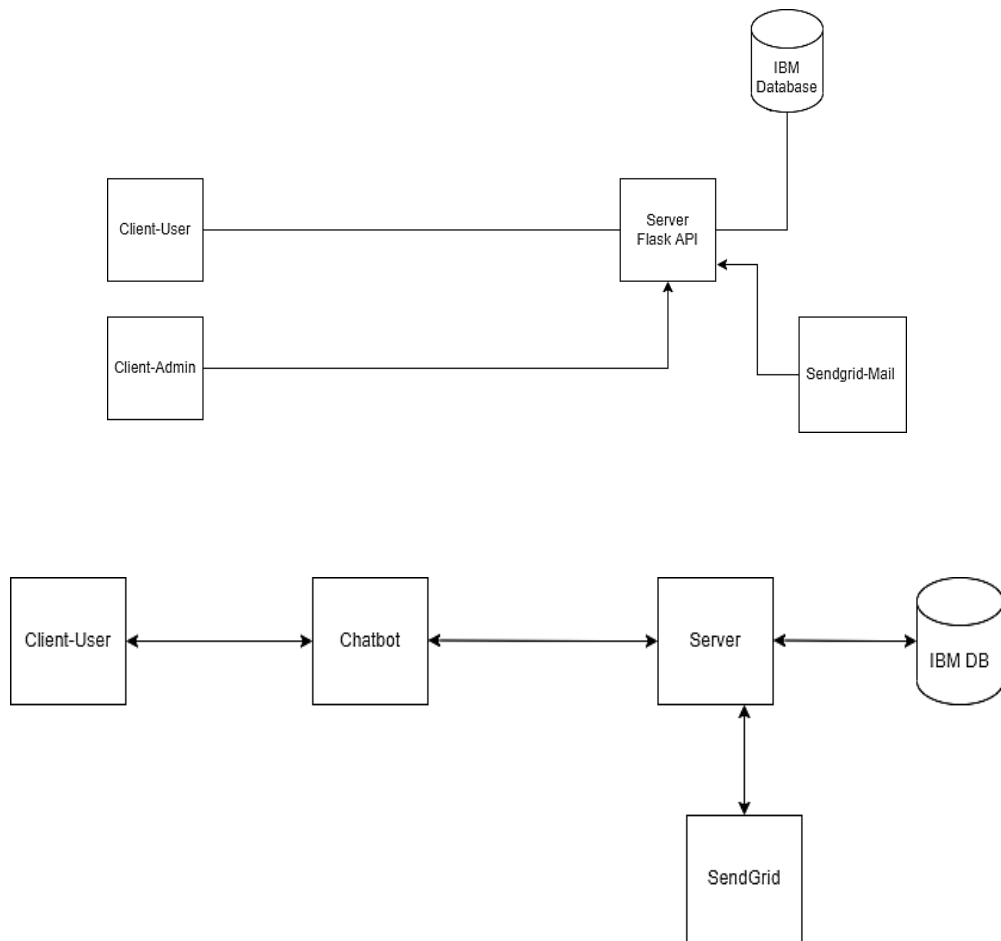 IBM
Database
Client-User
Server
Flask API
Client-Admin
Sendgrid-Mail
Client-User
Chatbot
Server
IBM DB
SendGrid